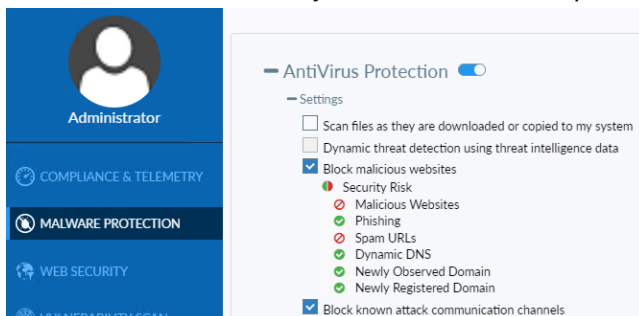 Administrator
COMPLIANCE & TELEMETRY
MALWARE PROTECTION
WEB SECURITY
AntiVirus Protection
Settings
Scan files as they are downloaded or copied to my system
Dynamic threat detection using threat intelligence data
Block malicious websites
Security Risk
Malicious Websites
Phishing
Spam URLs
Dynamic DNS
Newly Observed Domain
Newly Registered Domain
Block known attack communication channels